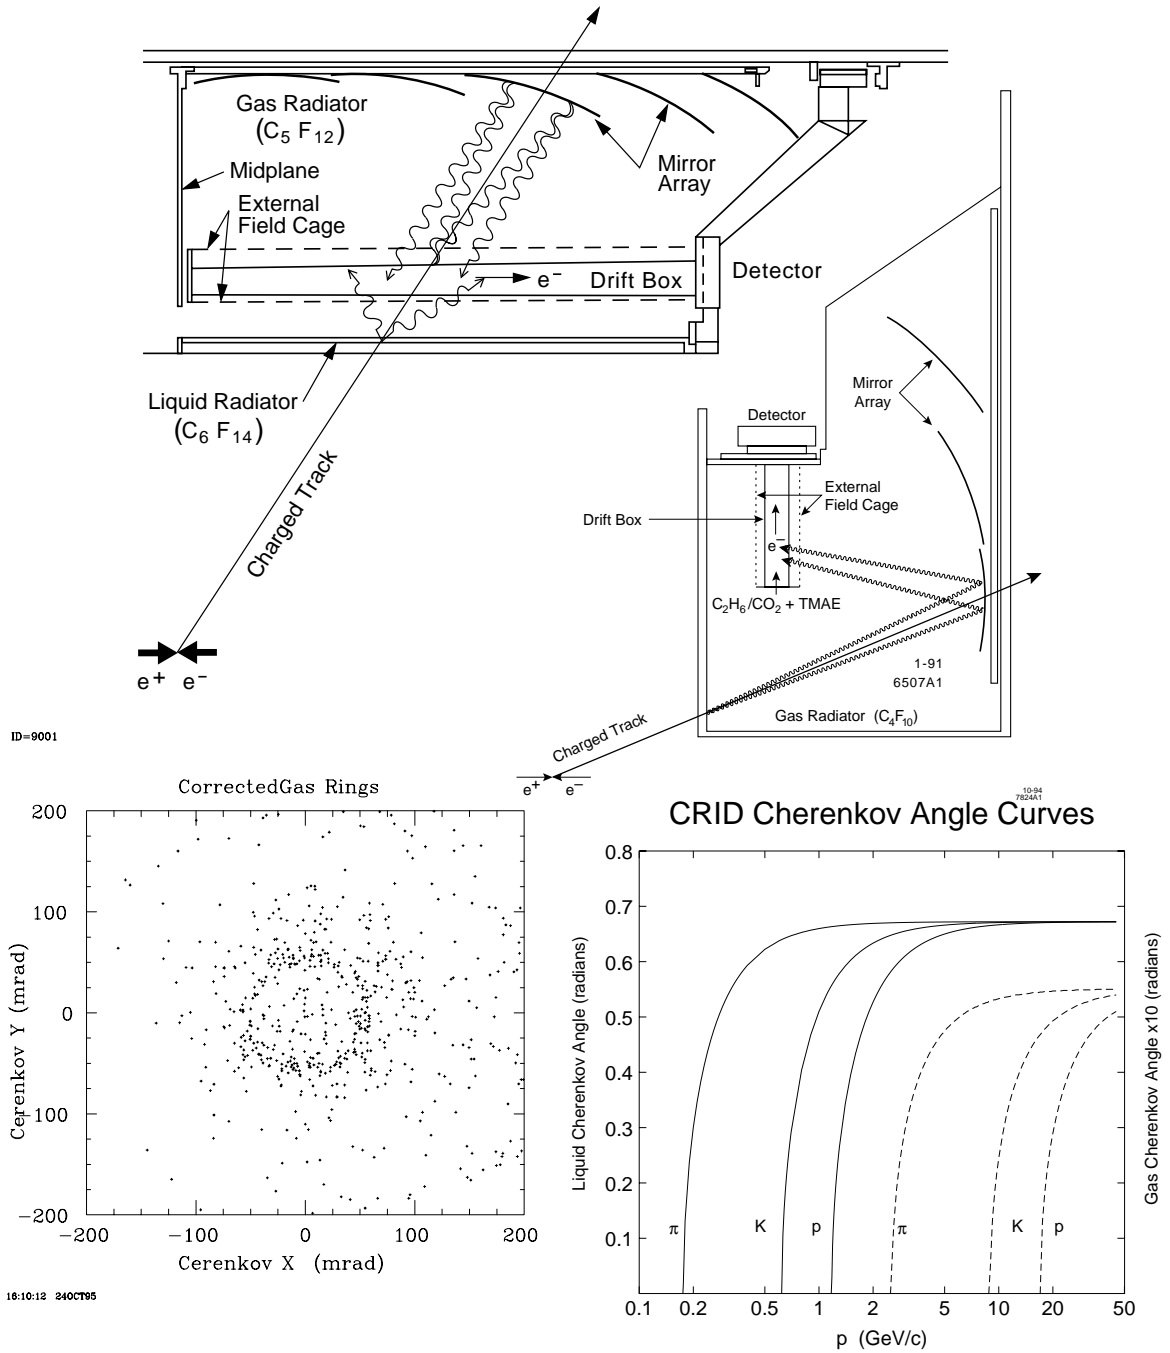 Gas Radiator
(C5 F12)
Midplane
External
Field Cage
Mirror
Array
e−
Drift Box
Detector
Liquid Radiator
(C6 F14)
Charged Track
e+ e−
Mirror
Array
Detector
External
Field Cage
Drift Box
e−
C2H6/CO2 + TMAE
1-91
6507A1
Gas Radiator (C4F10)
Charged Track
e+ e−
ID=9001
CorrectedGas Rings
200
100
0
−100
−200
Cerenkov Y (mrad)
−200 −100 0 100 200
Cerenkov X (mrad)
16:10:12 24OCT95
10-94
7824A1
CRID Cherenkov Angle Curves
0.8
0.7
0.6
0.5
0.4
0.3
0.2
0.1
Liquid Cherenkov Angle (radians)
Gas Cherenkov Angle x10 (radians)
π K p π K p
0.1 0.2 0.5 1 2 5 10 20 50
p (GeV/c)